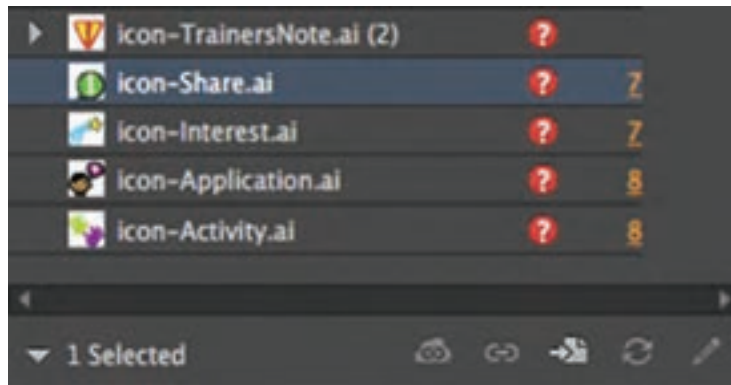 icon-TrainersNote.ai (2) ?
icon-Share.ai ? 7
icon-Interest.ai ? 7
icon-Application.ai ? 8
icon-Activity.ai ? 8
1 Selected